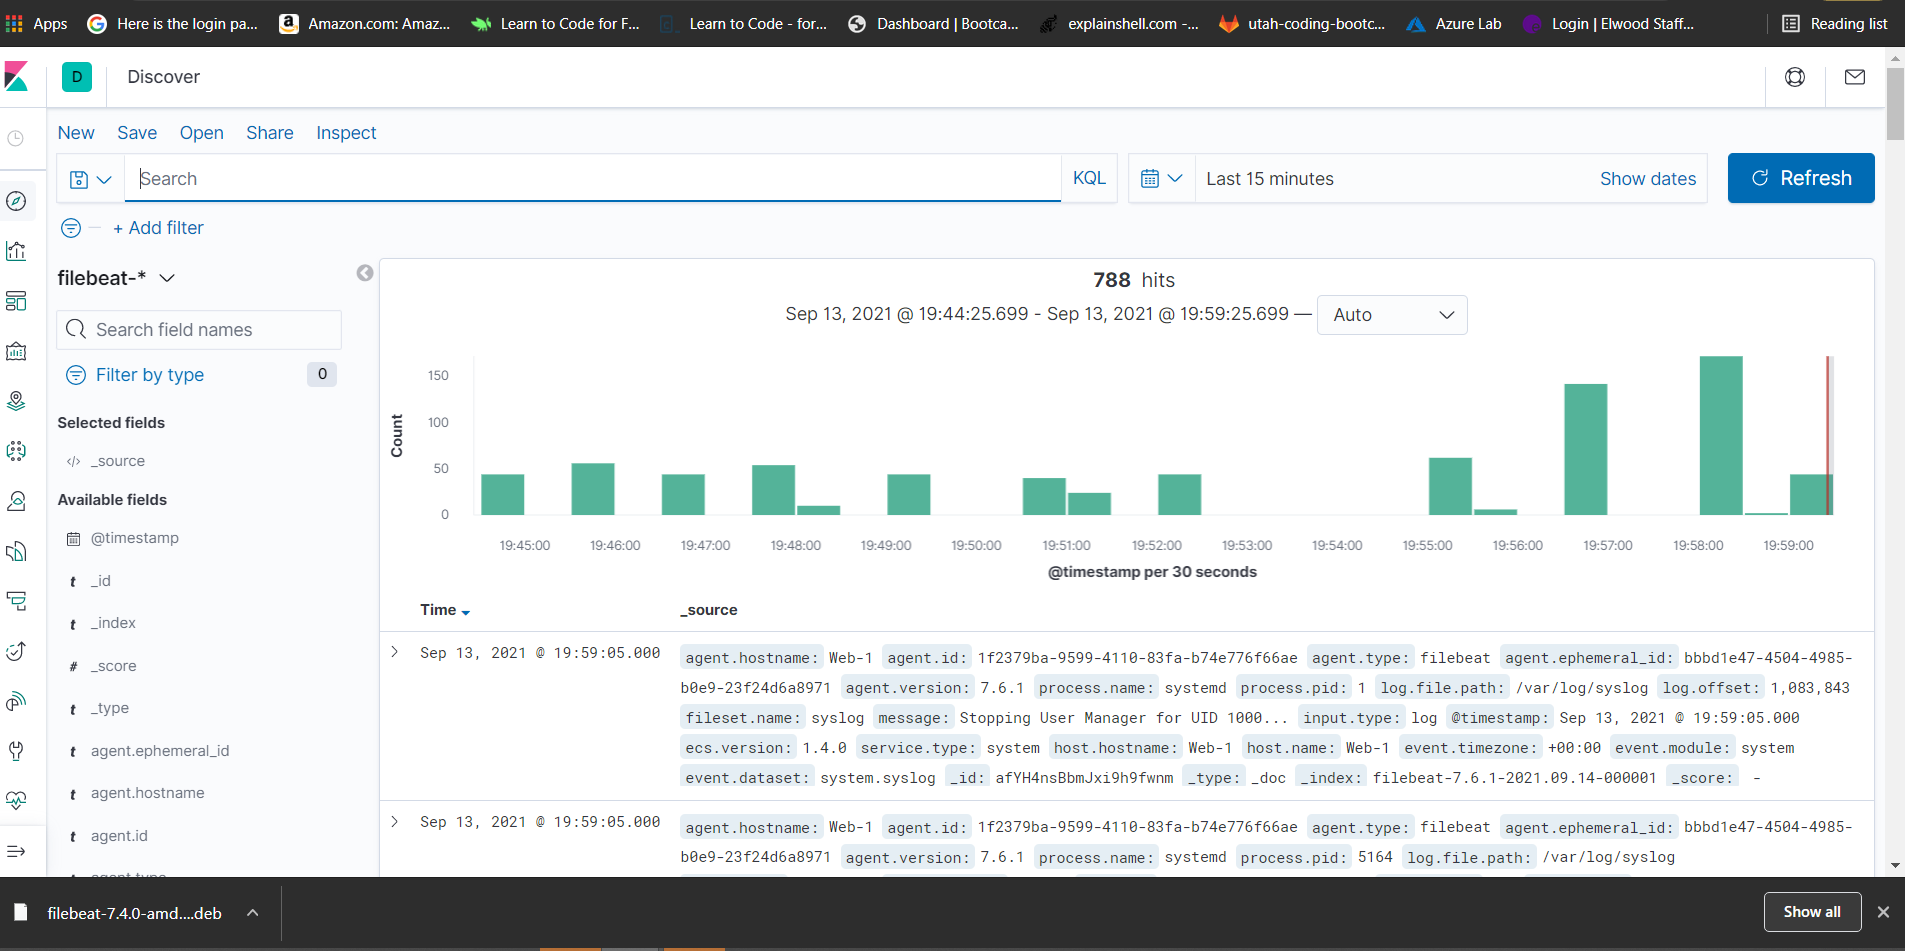 Apps Here is the login pa... Amazon.com: Amaz... Learn to Code for F... Learn to Code - for... Dashboard | Bootca... explainshell.com -... utah-coding-bootc... Azure Lab Login | Elwood Staff... Reading list
D Discover
New Save Open Share Inspect
Search KQL Last 15 minutes Show dates Refresh
+ Add filter
filebeat-*
Search field names
Filter by type 0
Selected fields
_source
Available fields
@timestamp
t _id
t _index
# _score
t _type
t agent.ephemeral_id
t agent.hostname
t agent.id
788 hits
Sep 13, 2021 @ 19:44:25.699 - Sep 13, 2021 @ 19:59:25.699 — Auto
150
100
50
0
Count
19:45:00 19:46:00 19:47:00 19:48:00 19:49:00 19:50:00 19:51:00 19:52:00 19:53:00 19:54:00 19:55:00 19:56:00 19:57:00 19:58:00 19:59:00
@timestamp per 30 seconds
Time _source
Sep 13, 2021 @ 19:59:05.000 agent.hostname: Web-1 agent.id: 1f2379ba-9599-4110-83fa-b74e776f66ae agent.type: filebeat agent.ephemeral_id: bbbd1e47-4504-4985-
b0e9-23f24d6a8971 agent.version: 7.6.1 process.name: systemd process.pid: 1 log.file.path: /var/log/syslog log.offset: 1,083,843
fileset.name: syslog message: Stopping User Manager for UID 1000... input.type: log @timestamp: Sep 13, 2021 @ 19:59:05.000
ecs.version: 1.4.0 service.type: system host.hostname: Web-1 host.name: Web-1 event.timezone: +00:00 event.module: system
event.dataset: system.syslog _id: afYH4nsBbmJxi9h9fwnm _type: _doc _index: filebeat-7.6.1-2021.09.14-000001 _score: -
Sep 13, 2021 @ 19:59:05.000 agent.hostname: Web-1 agent.id: 1f2379ba-9599-4110-83fa-b74e776f66ae agent.type: filebeat agent.ephemeral_id: bbbd1e47-4504-4985-
b0e9-23f24d6a8971 agent.version: 7.6.1 process.name: systemd process.pid: 5164 log.file.path: /var/log/syslog
filebeat-7.4.0-amd....deb Show all